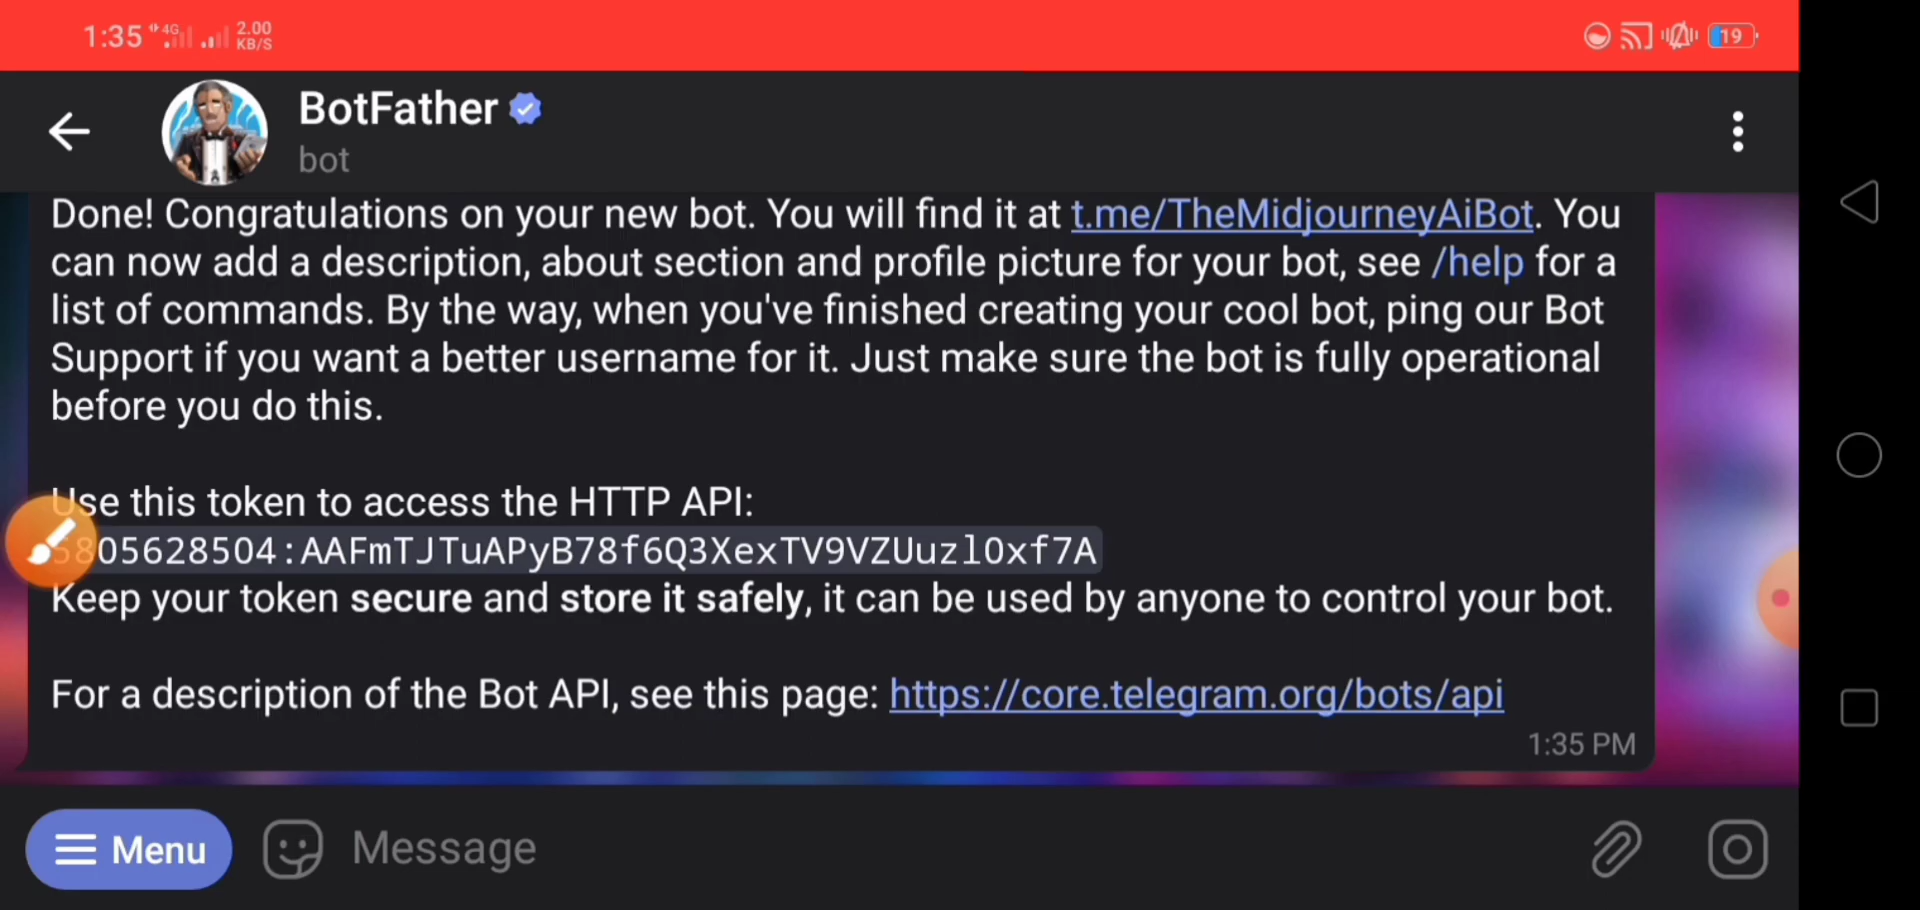 1:35 4G 2.00
KB/S
19
BotFather
bot
Done! Congratulations on your new bot. You will find it at t.me/TheMidjourneyAiBot. You
can now add a description, about section and profile picture for your bot, see /help for a
list of commands. By the way, when you've finished creating your cool bot, ping our Bot
Support if you want a better username for it. Just make sure the bot is fully operational
before you do this.
Use this token to access the HTTP API:
Keep your token secure and store it safely, it can be used by anyone to control your bot.
For a description of the Bot API, see this page: https://core.telegram.org/bots/api
1:35 PM
Menu
Message